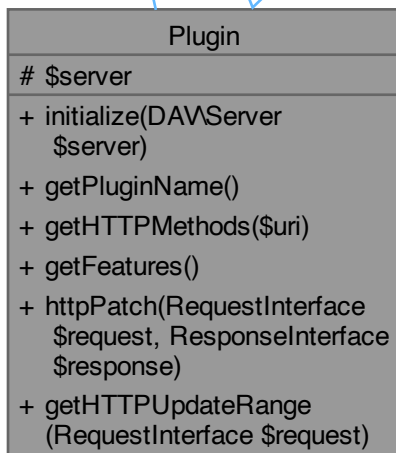 Plugin
# $server
+ initialize(DAV\Server
$server)
+ getPluginName()
+ getHTTPMethods($uri)
+ getFeatures()
+ httpPatch(RequestInterface
$request, ResponseInterface
$response)
+ getHTTPUpdateRange
(RequestInterface $request)